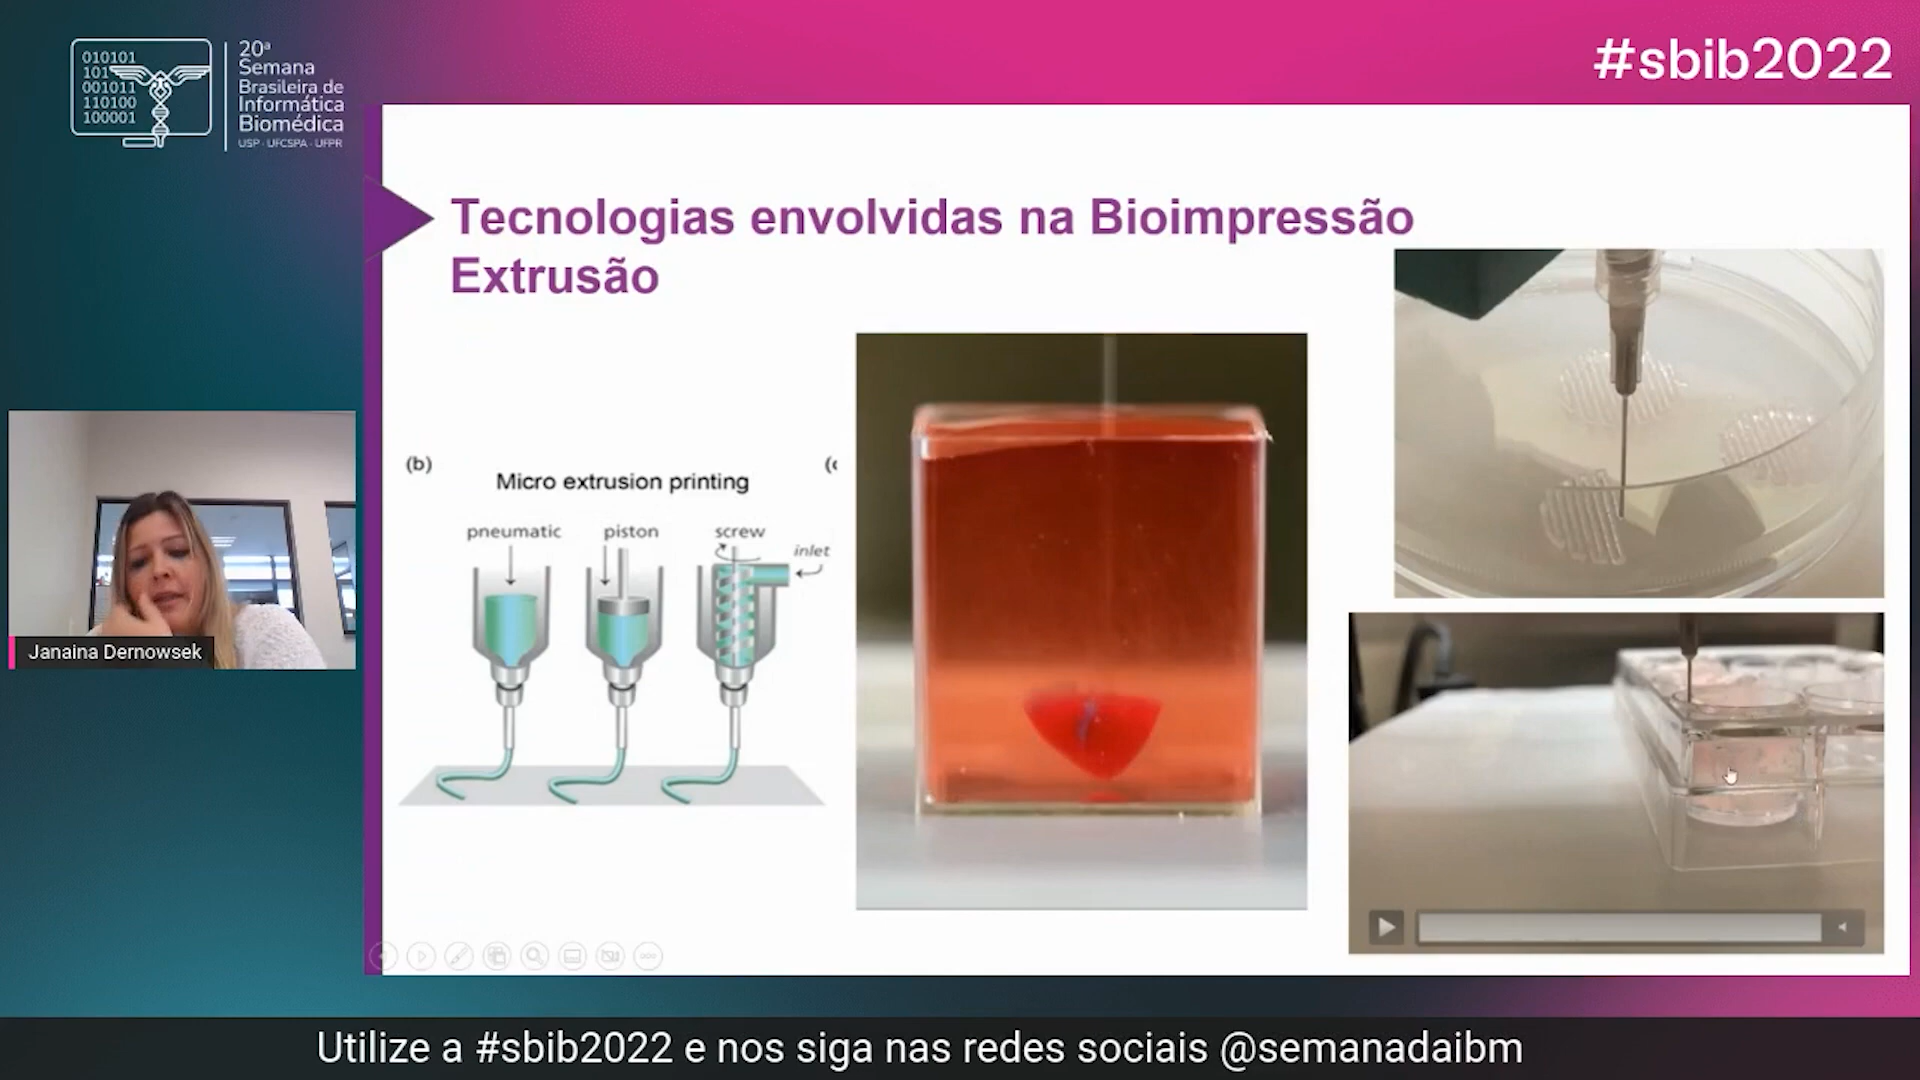 010101
101
001011
110100
100001
20ª
Semana
Brasileira de
Informática
Biomédica
USP · UFCSPA · UFPR
#sbib2022
Tecnologias envolvidas na Bioimpressão
Extrusão
(b)
(c
Micro extrusion printing
pneumatic
piston
screw
inlet
Janaina Dernowsek
Utilize a #sbib2022 e nos siga nas redes sociais @semanadaibm